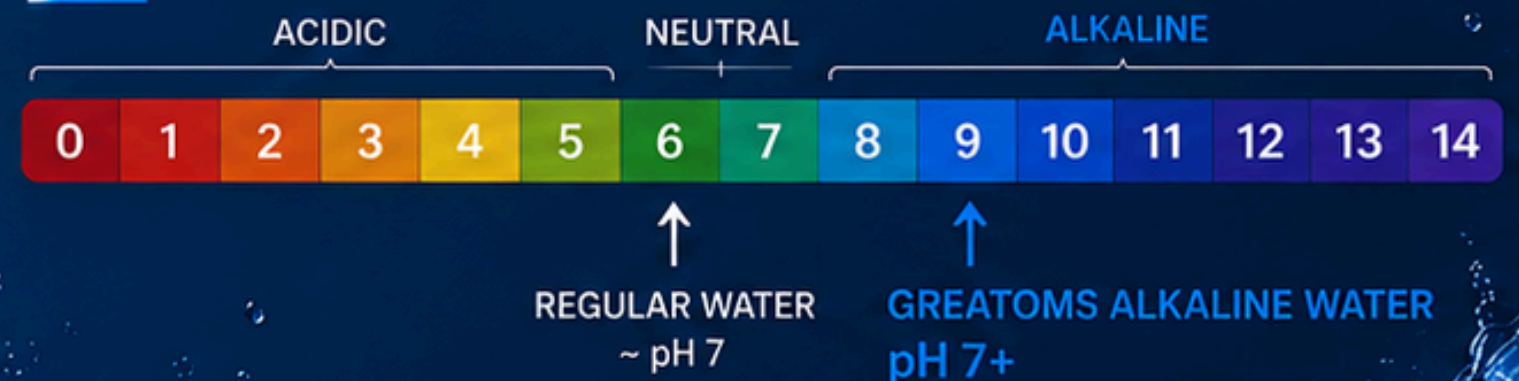 ACIDIC NEUTRAL ALKALINE
0 1 2 3 4 5 6 7 8 9 10 11 12 13 14
REGULAR WATER GREATOMS ALKALINE WATER
~ pH 7 pH 7+